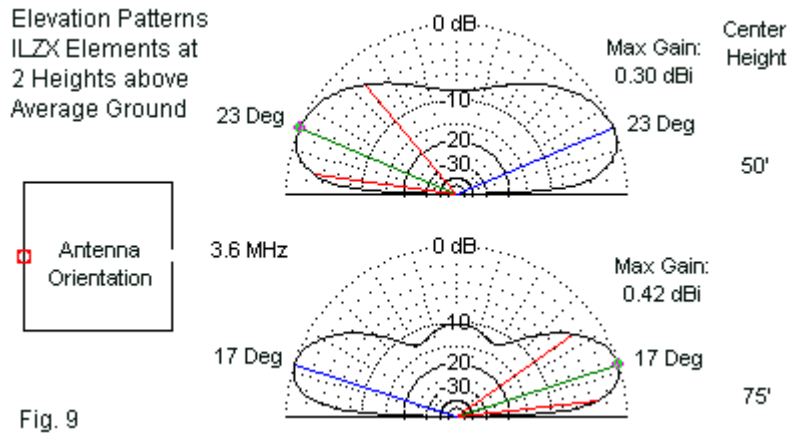 Elevation Patterns
ILZX Elements at
2 Heights above
Average Ground
0 dB
Max Gain:
0.30 dBi
Center
Height
-10
20
-30
23 Deg
23 Deg
50'
Antenna
Orientation
3.6 MHz
0 dB
Max Gain:
0.42 dBi
10
-20
-30
17 Deg
17 Deg
75'
Fig. 9